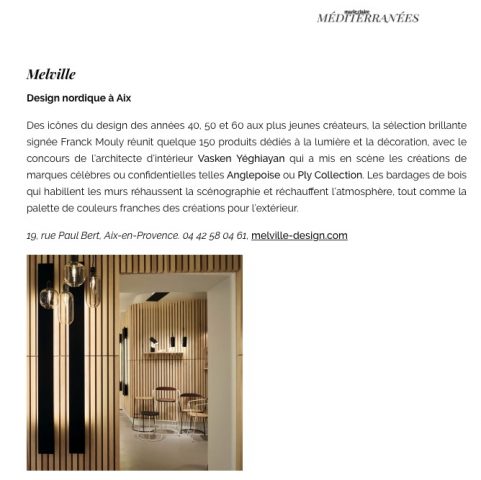 marie claire
MÉDITERRANÉES
Melville
Design nordique à Aix
Des icônes du design des années 40, 50 et 60 aux plus jeunes créateurs, la sélection brillante
signée Franck Mouly réunit quelque 150 produits dédiés à la lumière et la décoration, avec le
concours de l'architecte d'intérieur Vasken Yéghiayan qui a mis en scène les créations de
marques célèbres ou confidentielles telles Anglepoise ou Ply Collection. Les bardages de bois
qui habillent les murs réhaussent la scénographie et réchauffent l'atmosphère, tout comme la
palette de couleurs franches des créations pour l'extérieur.
19, rue Paul Bert, Aix-en-Provence. 04 42 58 04 61, melville-design.com